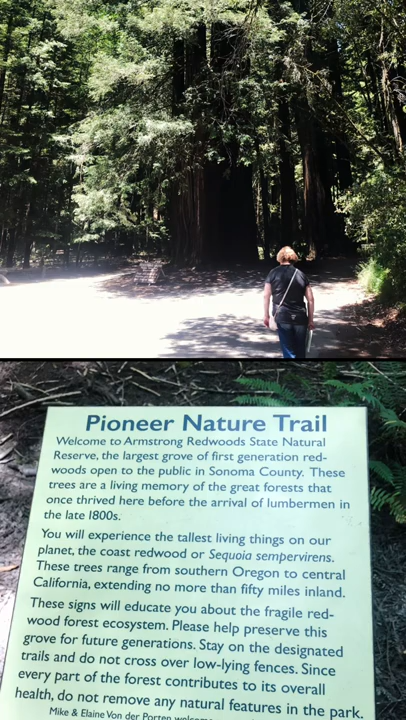 Pioneer Nature Trail
Welcome to Armstrong Redwoods State Natural
Reserve, the largest grove of first generation red-
woods open to the public in Sonoma County. These
trees are a living memory of the great forests that
once thrived here before the arrival of lumbermen in
the late 1800s.
You will experience the tallest living things on our
planet, the coast redwood or Sequoia sempervirens.
These trees range from southern Oregon to central
California, extending no more than fifty miles inland.
These signs will educate you about the fragile red-
wood forest ecosystem. Please help preserve this
grove for future generations. Stay on the designated
trails and do not cross over low-lying fences. Since
every part of the forest contributes to its overall
health, do not remove any natural features in the park.
Mike & Elaine Von der Porten